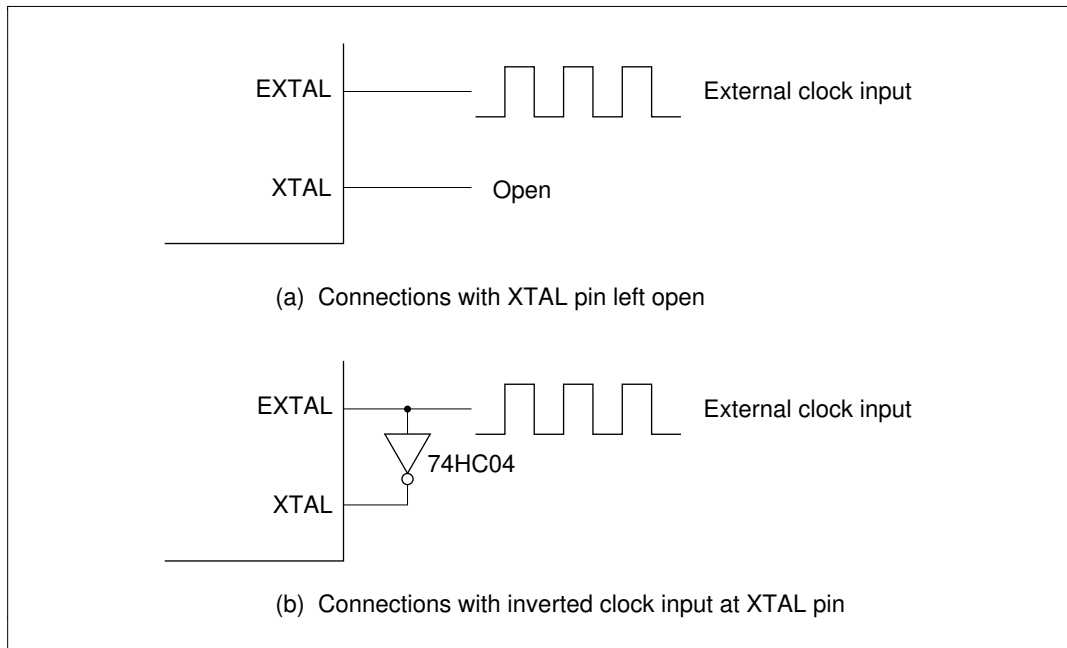 EXTAL
External clock input
XTAL
Open
(a) Connections with XTAL pin left open
EXTAL
External clock input
74HC04
XTAL
(b) Connections with inverted clock input at XTAL pin